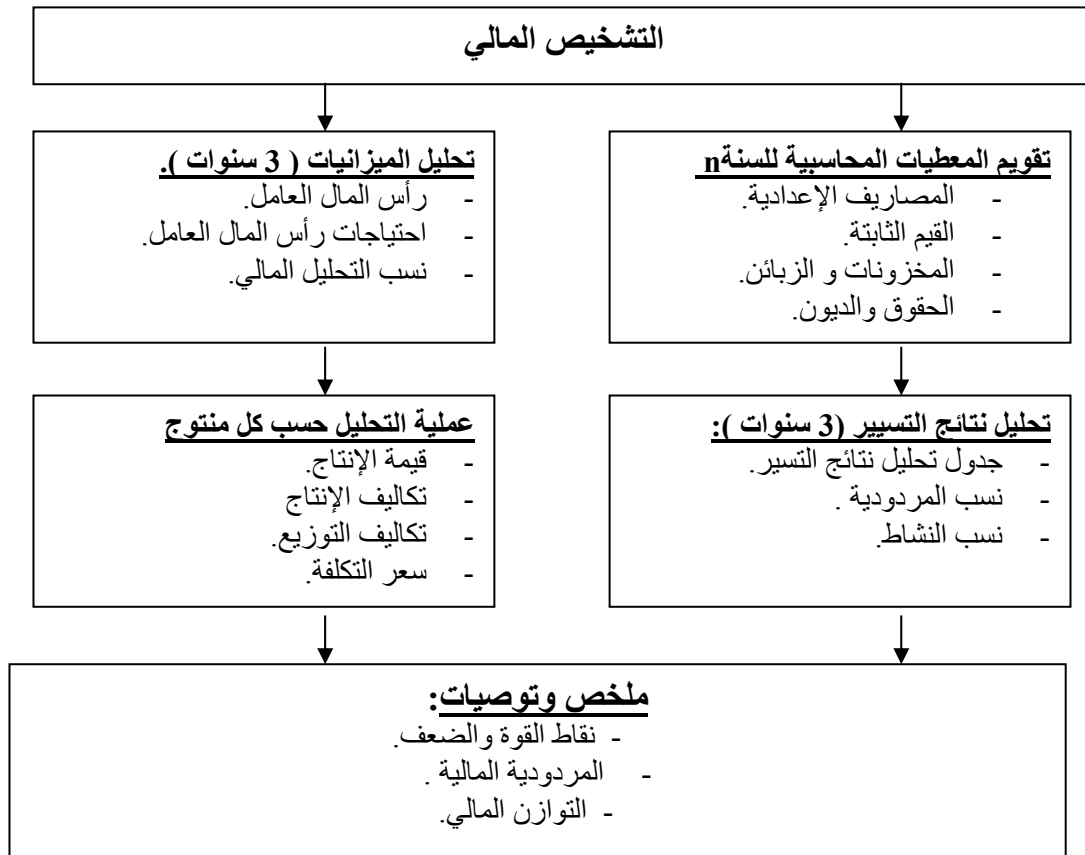 التشخيص المالي
تقويم المعطيات المحاسبية للسنة n
- المصاريف الإعدادية.
- القيم الثابتة.
- المخزونات و الزبائن.
- الحقوق والديون.
تحليل الميزانيات ( 3 سنوات ).
- رأس المال العامل.
- احتياجات رأس المال العامل.
- نسب التحليل المالي.
تحليل نتائج التسيير (3 سنوات ):
- جدول تحليل نتائج التسير.
- نسب المردودية .
- نسب النشاط.
عملية التحليل حسب كل منتوج
- قيمة الإنتاج.
- تكاليف الإنتاج
- تكاليف التوزيع.
- سعر التكلفة.
ملخص وتوصيات:
- نقاط القوة والضعف.
- المردودية المالية .
- التوازن المالي.